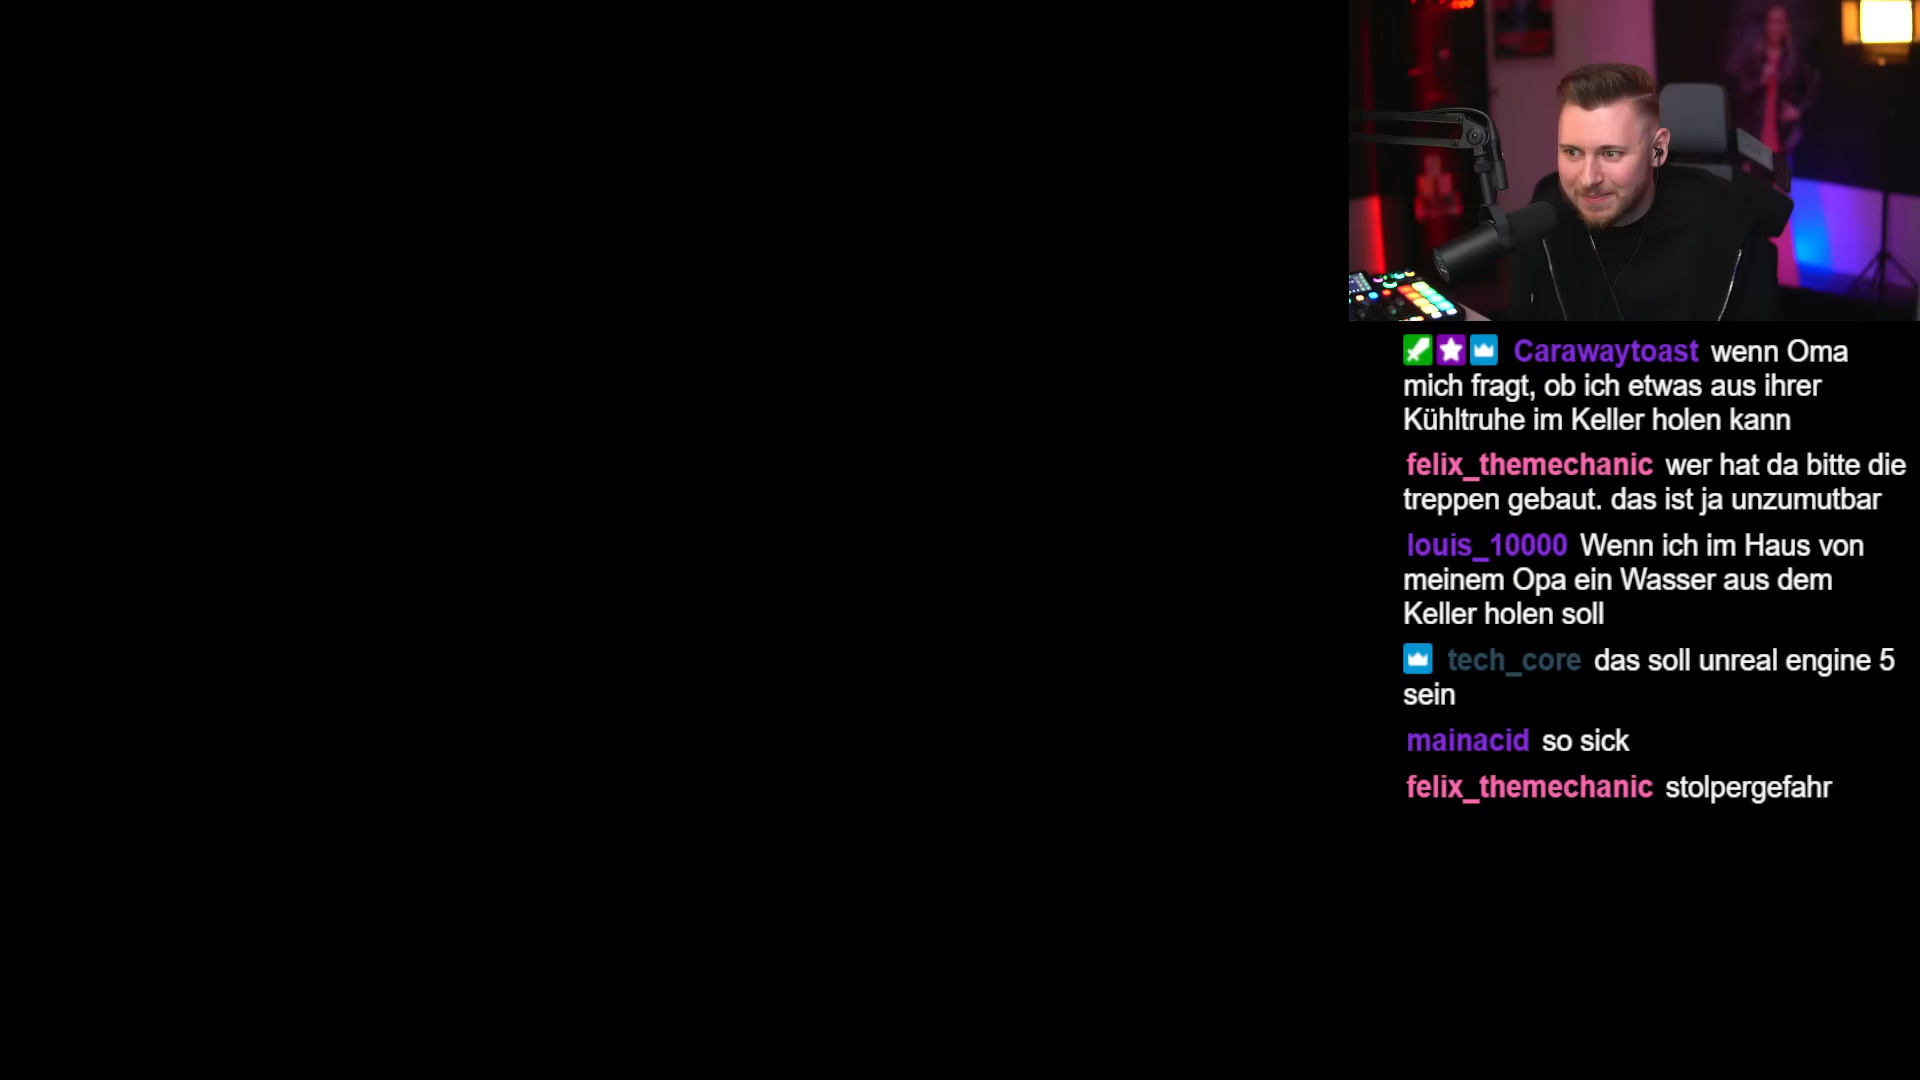 Carawaytoast wenn Oma
mich fragt, ob ich etwas aus ihrer
Kühltruhe im Keller holen kann
felix_themechanic wer hat da bitte die
treppen gebaut. das ist ja unzumutbar
louis_10000 Wenn ich im Haus von
meinem Opa ein Wasser aus dem
Keller holen soll
tech_core das soll unreal engine 5
sein
mainacid so sick
felix_themechanic stolpergefahr